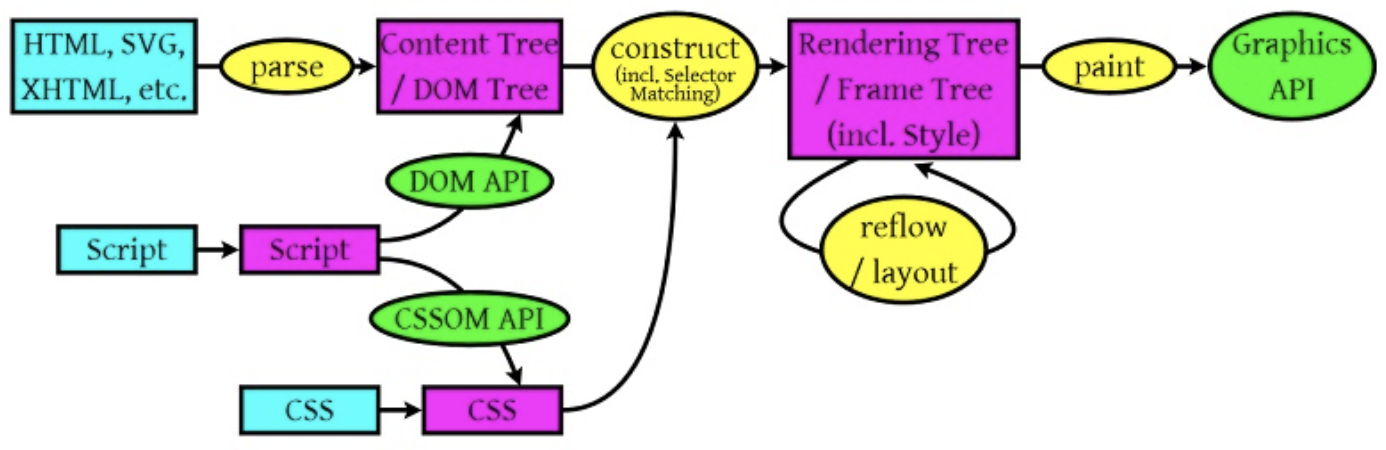 HTML, SVG,
XHTML, etc.
parse
Content Tree
/ DOM Tree
construct
(incl. Selector
Matching)
Rendering Tree
/ Frame Tree
(incl. Style)
paint
Graphics
API
DOM API
Script
Script
reflow
/ layout
CSSOM API
CSS
CSS